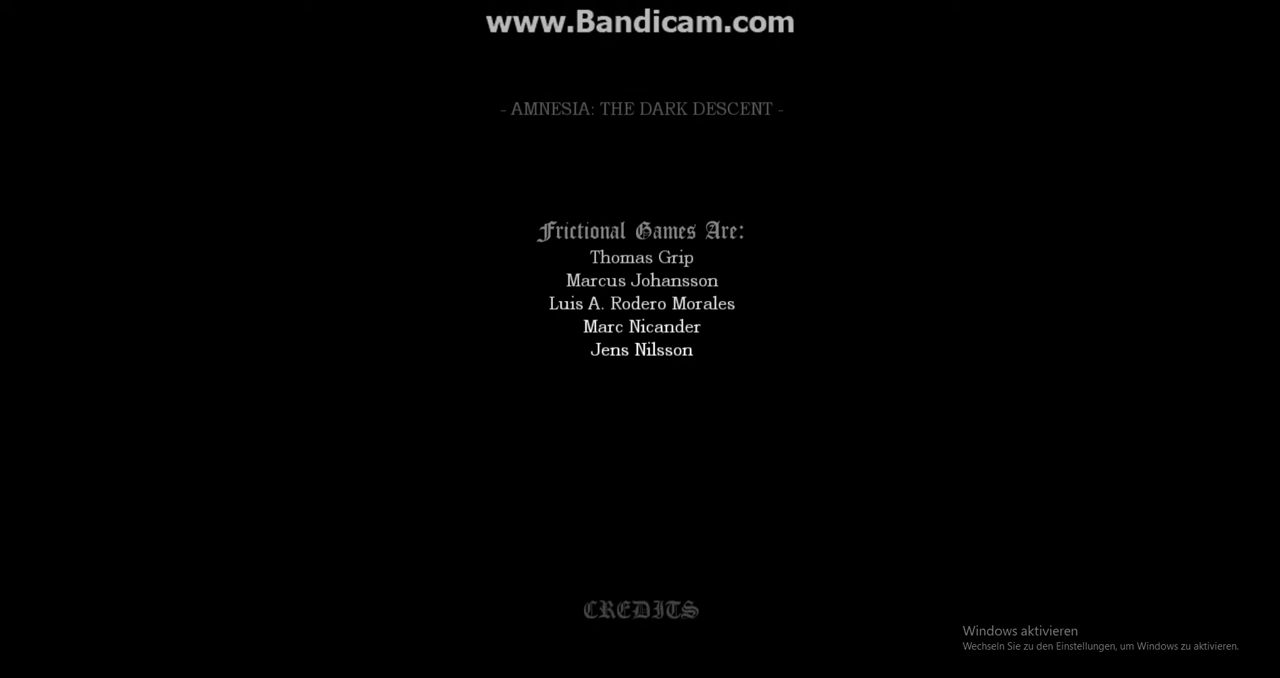 www.Bandicam.com
- AMNESIA: THE DARK DESCENT -
Frictional Games Are:
Thomas Grip
Marcus Johansson
Luis A. Rodero Morales
Marc Nicander
Jens Nilsson
CREDITS
Windows aktivieren
Wechseln Sie zu den Einstellungen, um Windows zu aktivieren.